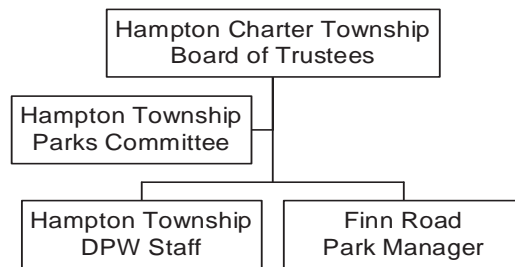 Hampton Charter Township
Board of Trustees
Hampton Township
Parks Committee
Hampton Township
DPW Staff
Finn Road
Park Manager